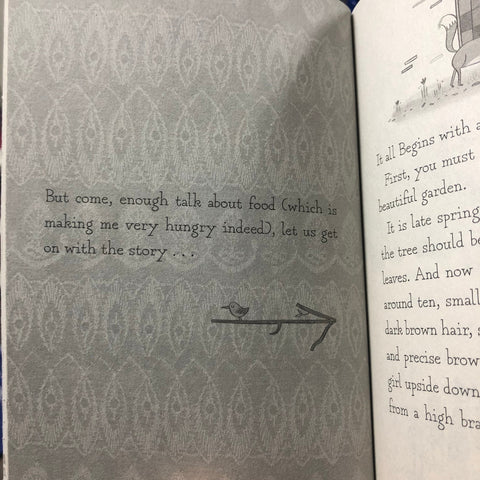 But come, enough talk about food (which is
making me very hungry indeed), let us get
on with the story . . .
It all Begins with a
First, you must
beautiful garden.
It is late spring
the tree should be
leaves. And now
around ten, small
dark brown hair, s
and precise brow
girl upside down
from a high bra